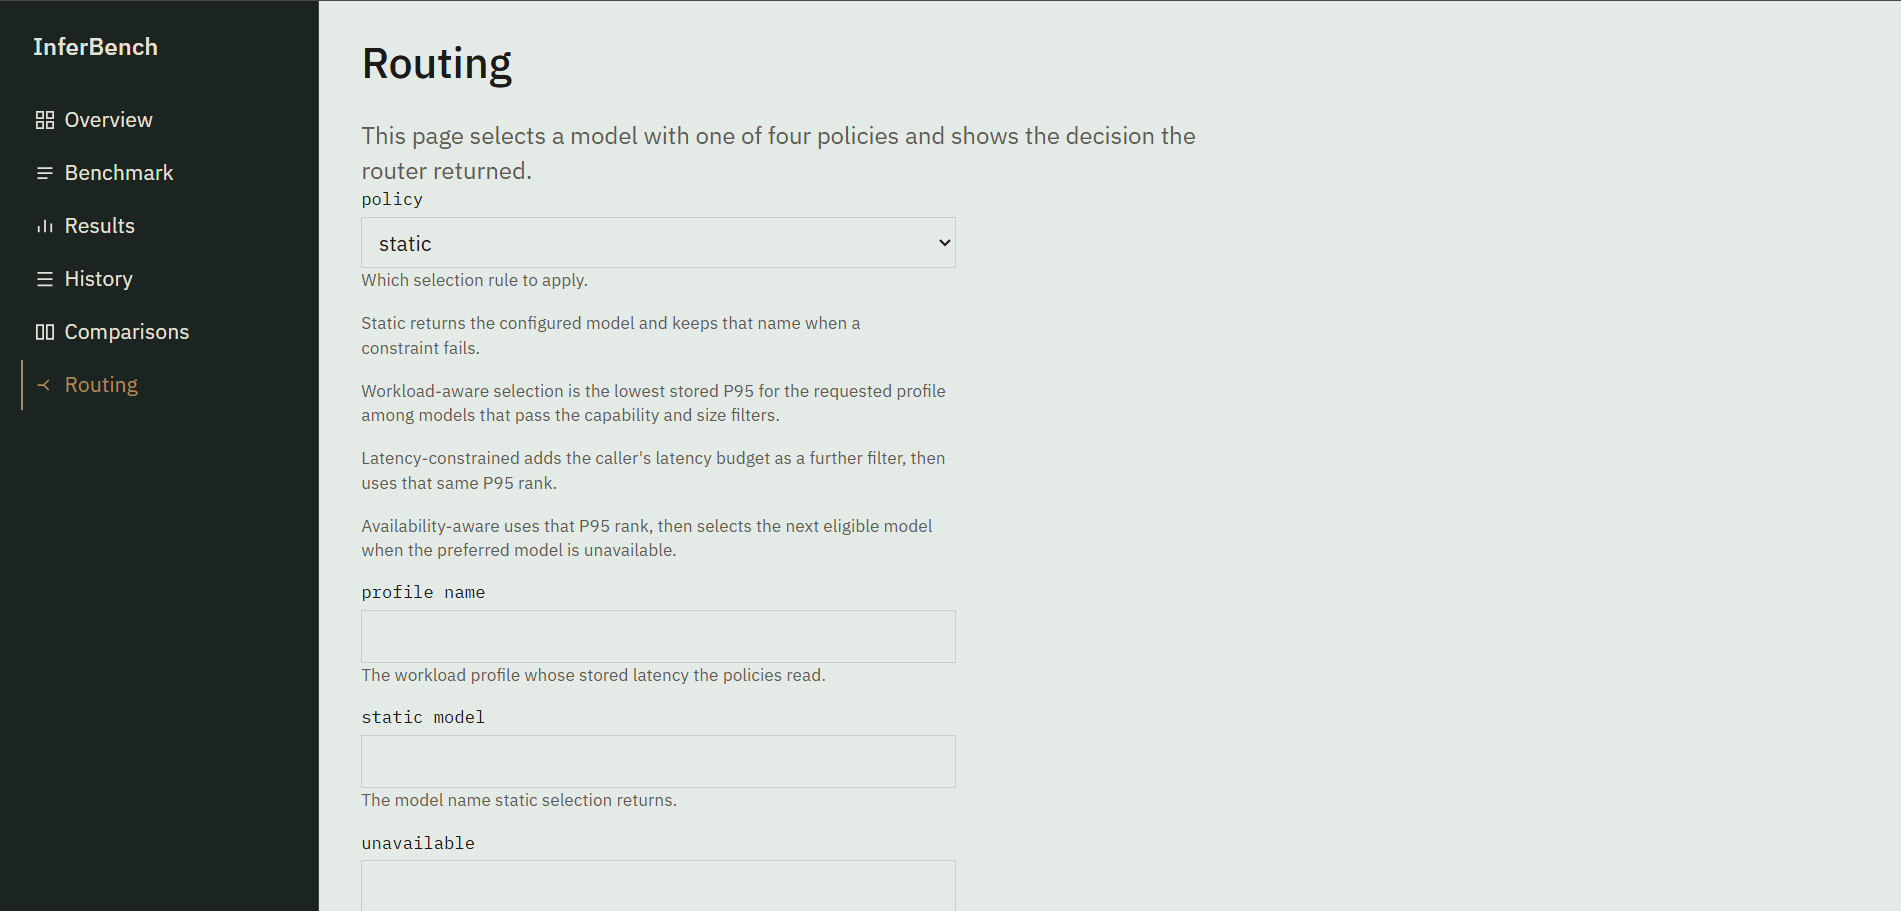 InferBench
Overview
Benchmark
Results
History
Comparisons
Routing
Routing
This page selects a model with one of four policies and shows the decision the
router returned.
policy
static
Which selection rule to apply.
Static returns the configured model and keeps that name when a
constraint fails.
Workload-aware selection is the lowest stored P95 for the requested profile
among models that pass the capability and size filters.
Latency-constrained adds the caller's latency budget as a further filter, then
uses that same P95 rank.
Availability-aware uses that P95 rank, then selects the next eligible model
when the preferred model is unavailable.
profile name
The workload profile whose stored latency the policies read.
static model
The model name static selection returns.
unavailable